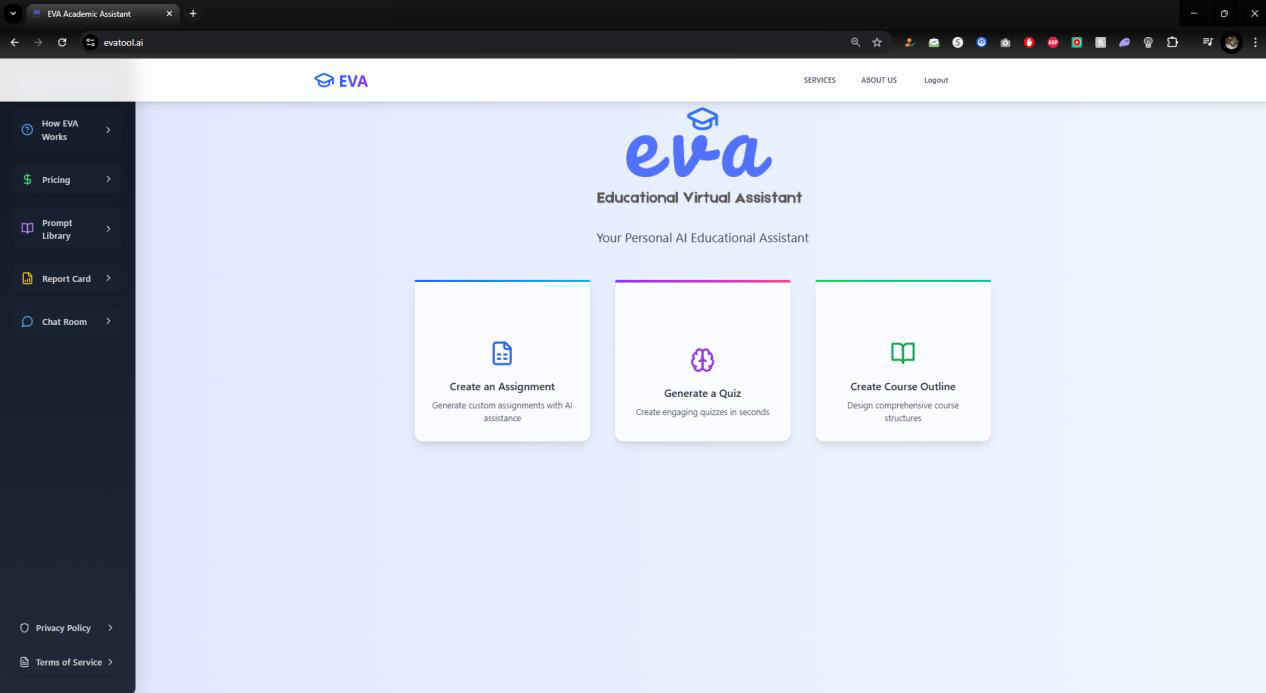 EVA Academic Assistant
evatool.ai
EVA
SERVICES
ABOUT US
Logout
How EVA
Works
Pricing
Prompt
Library
Report Card
Chat Room
Privacy Policy
Terms of Service
eva
Educational Virtual Assistant
Your Personal AI Educational Assistant
Create an Assignment
Generate custom assignments with AI
assistance
Generate a Quiz
Create engaging quizzes in seconds
Create Course Outline
Design comprehensive course
structures